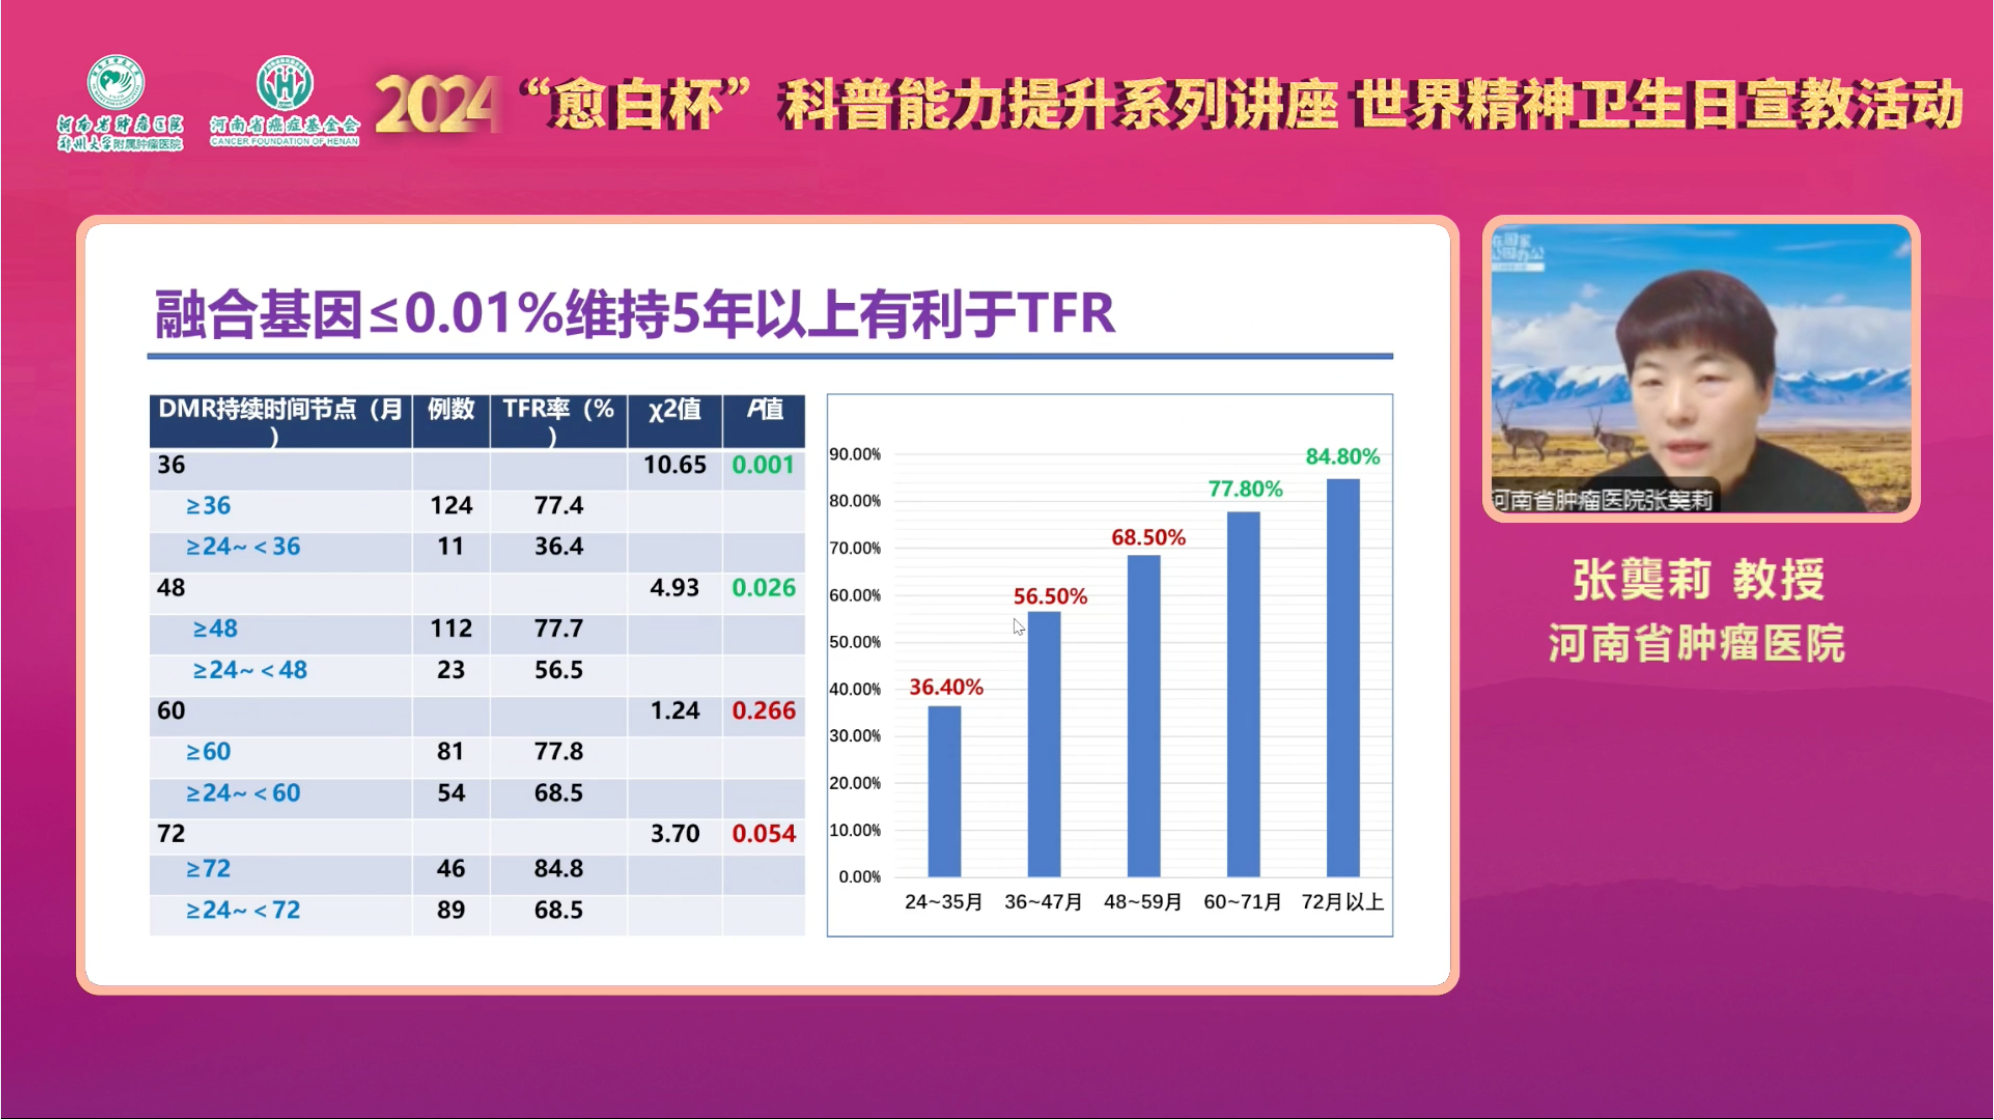 河南省肿瘤医院
郑州大学附属肿瘤医院
河南省癌症基金会
CANCER FOUNDATION OF HENAN
2024“愈白杯”科普能力提升系列讲座 世界精神卫生日宣教活动
融合基因≤0.01%维持5年以上有利于TFR
DMR持续时间节点（月） 例数 TFR率（%） χ2值 P值
36 10.65 0.001
≥36 124 77.4
≥24~＜36 11 36.4
48 4.93 0.026
≥48 112 77.7
≥24~＜48 23 56.5
60 1.24 0.266
≥60 81 77.8
≥24~＜60 54 68.5
72 3.70 0.054
≥72 46 84.8
≥24~＜72 89 68.5
90.00%
80.00%
70.00%
60.00%
50.00%
40.00%
30.00%
20.00%
10.00%
0.00%
36.40%
56.50%
68.50%
77.80%
84.80%
24~35月 36~47月 48~59月 60~71月 72月以上
在国家
公园办公
河南省肿瘤医院张龑莉
张龑莉 教授
河南省肿瘤医院